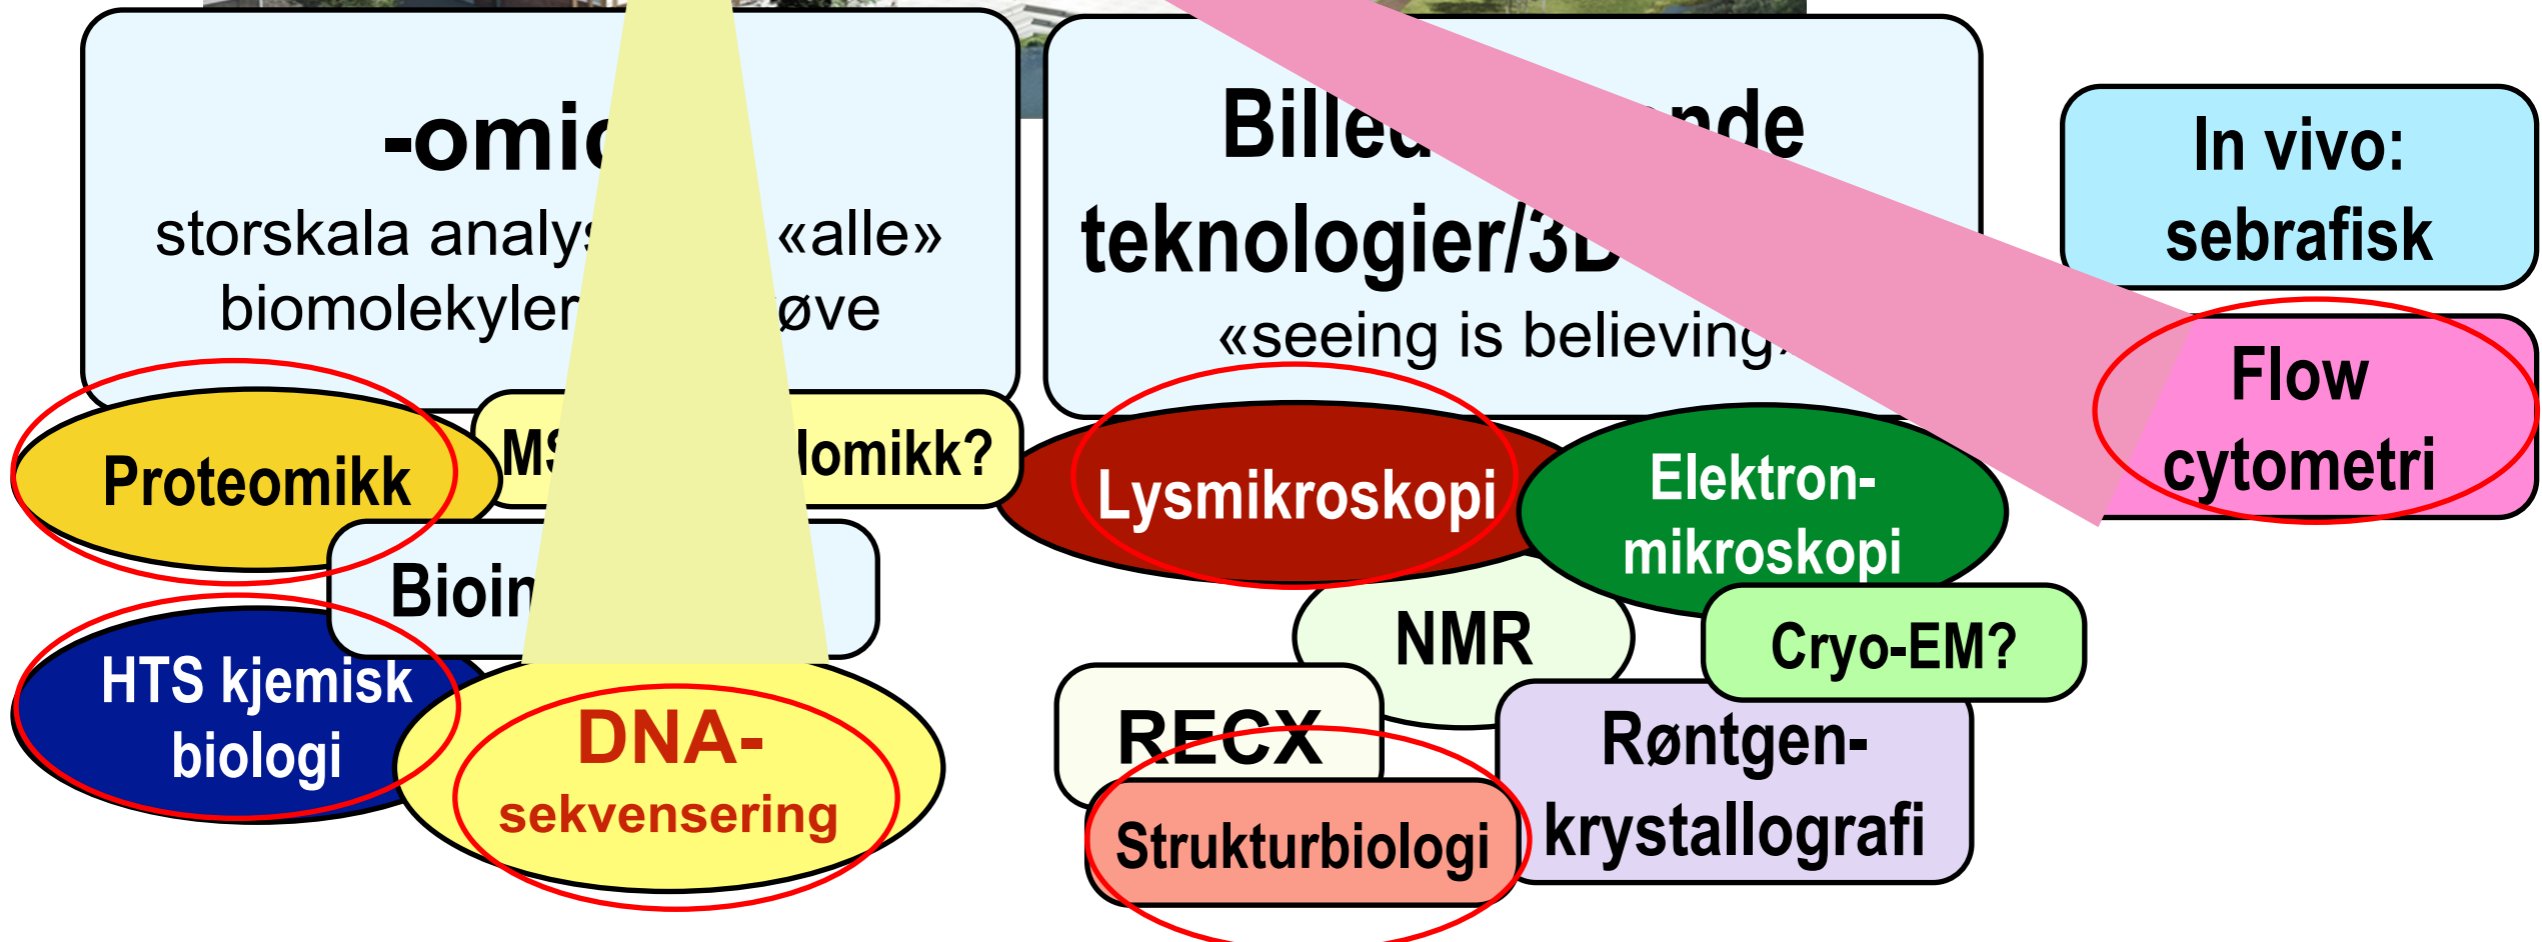 -omic
storskala analys «alle»
biomolekyler øve
Proteomikk
MS omikk?
Bioin
HTS kjemisk
biologi
DNA-
sekvensering
Billed nde
teknologier/3D
«seeing is believing»
Lysmikroskopi
Elektron-
mikroskopi
NMR
Cryo-EM?
RECX
Strukturbiologi
Røntgen-
krystallografi
In vivo:
sebrafisk
Flow
cytometri